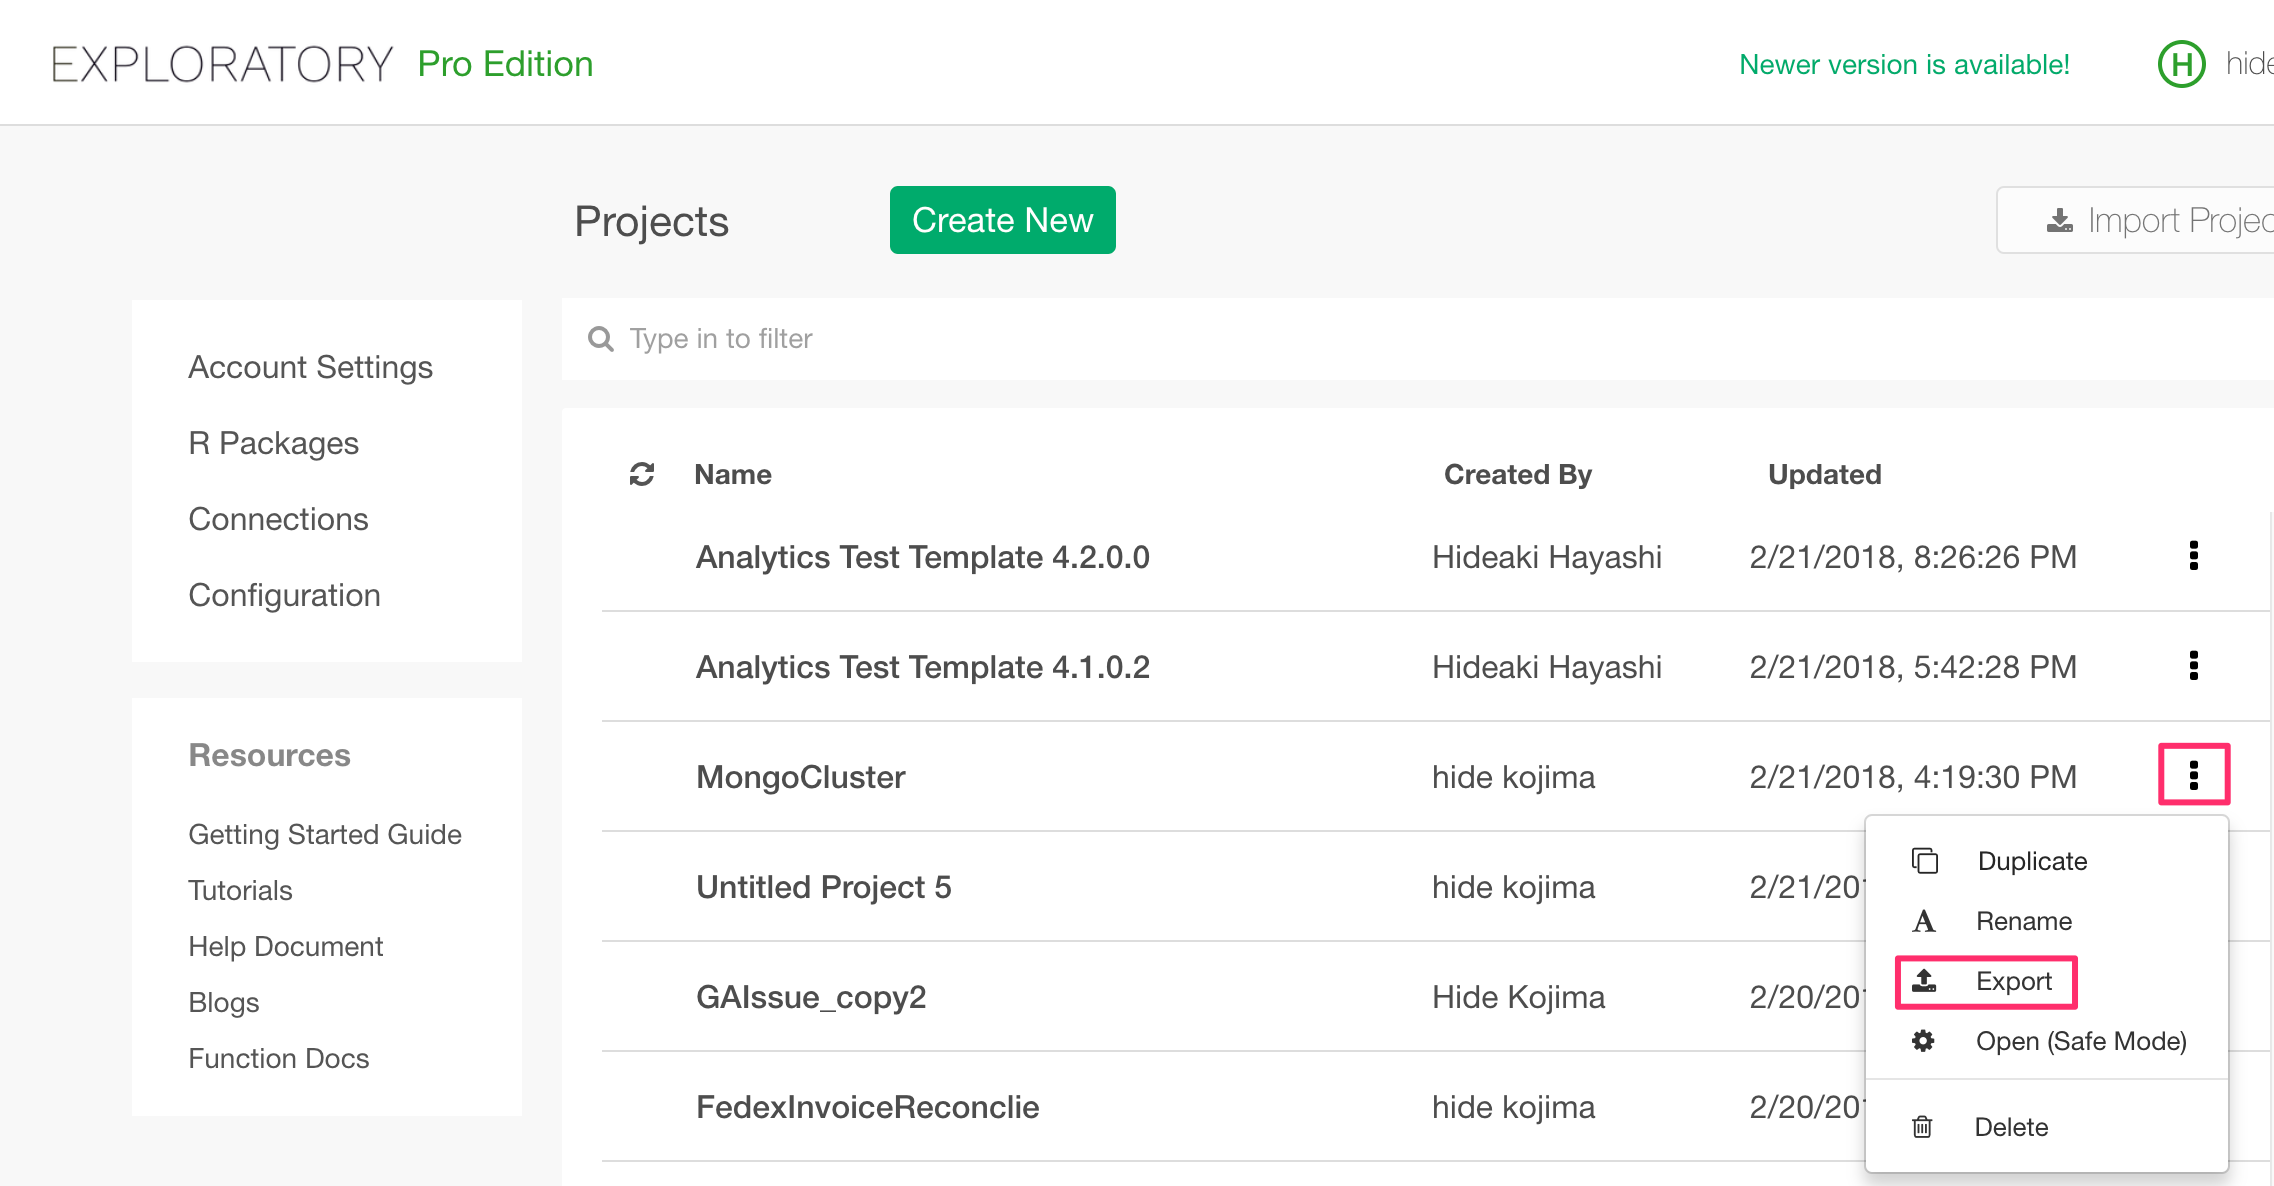 EXPLORATORY Pro Edition
Newer version is available!
H hide
Projects
Create New
Import Projec
Type in to filter
Account Settings
R Packages
Connections
Configuration
Resources
Getting Started Guide
Tutorials
Help Document
Blogs
Function Docs
Name Created By Updated
Analytics Test Template 4.2.0.0 Hideaki Hayashi 2/21/2018, 8:26:26 PM
Analytics Test Template 4.1.0.2 Hideaki Hayashi 2/21/2018, 5:42:28 PM
MongoCluster hide kojima 2/21/2018, 4:19:30 PM
Untitled Project 5 hide kojima 2/21/201
GAIssue_copy2 Hide Kojima 2/20/201
FedexInvoiceReconclie hide kojima 2/20/201
Duplicate
Rename
Export
Open (Safe Mode)
Delete